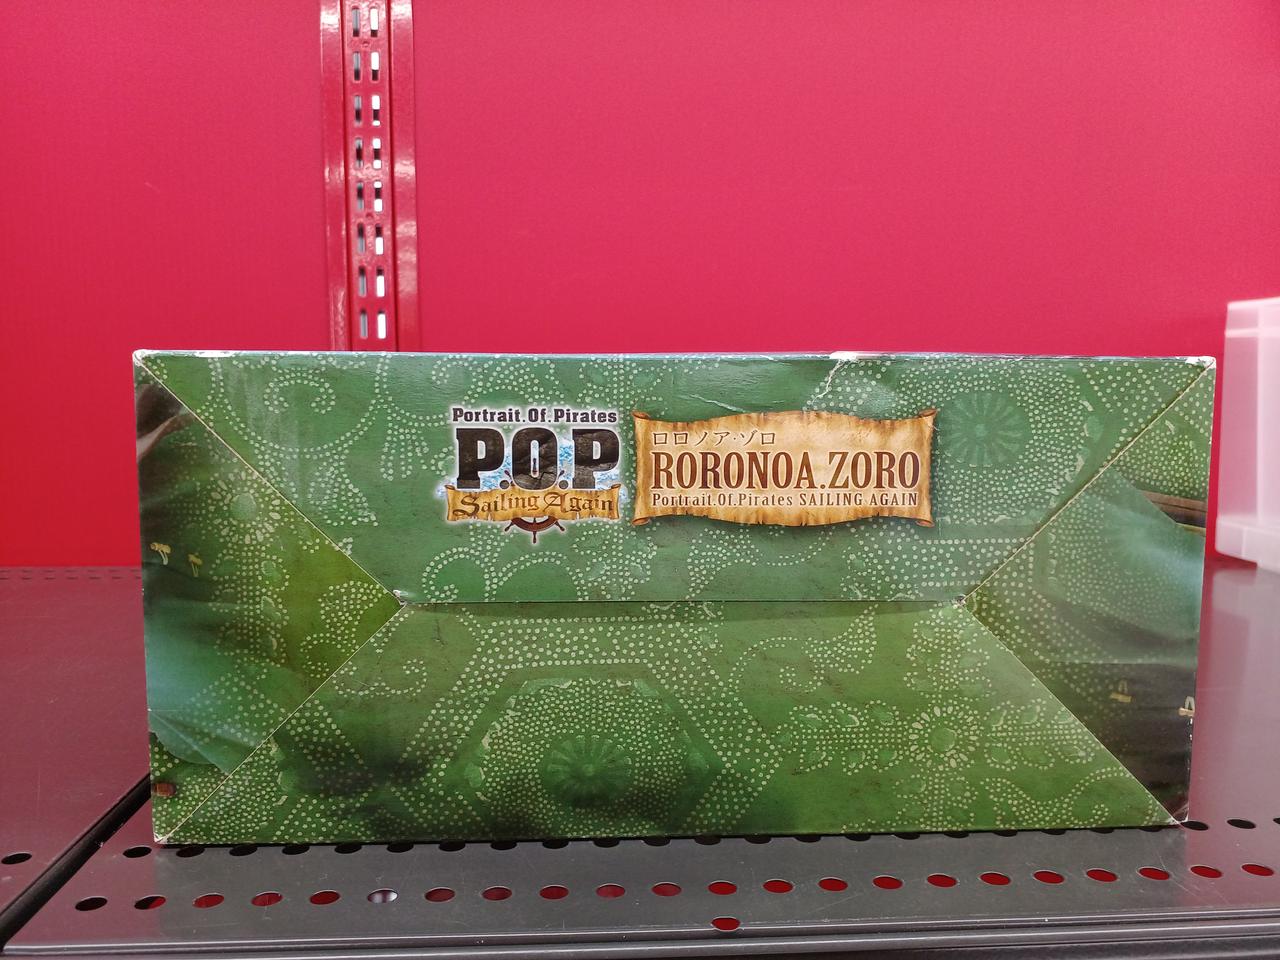 Portrait.Of.Pirates
P.O.P
Sailing Again
ロロノア・ゾロ
RORONOA.ZORO
Portrait.Of.Pirates SAILING AGAIN